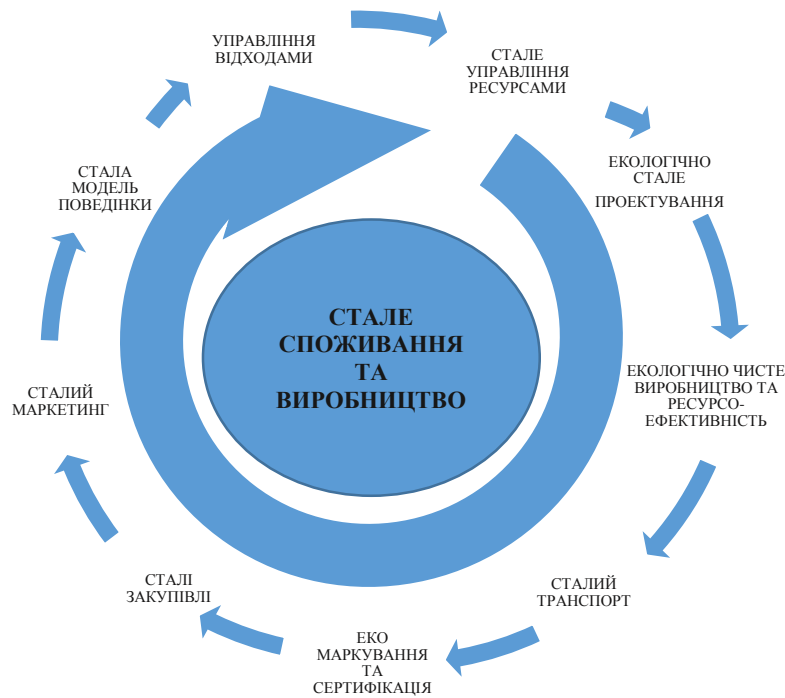 УПРАВЛІННЯ
ВІДХОДАМИ
СТАЛЕ
УПРАВЛІННЯ
РЕСУРСАМИ
ЕКОЛОГІЧНО
СТАЛЕ
ПРОЕКТУВАННЯ
ЕКОЛОГІЧНО ЧИСТЕ
ВИРОБНИЦТВО ТА
РЕСУРСО-
ЕФЕКТИВНІСТЬ
СТАЛИЙ
ТРАНСПОРТ
ЕКО
МАРКУВАННЯ
ТА
СЕРТИФІКАЦІЯ
СТАЛІ
ЗАКУПІВЛІ
СТАЛИЙ
МАРКЕТИНГ
СТАЛА
МОДЕЛЬ
ПОВЕДІНКИ
СТАЛЕ
СПОЖИВАННЯ
ТА
ВИРОБНИЦТВО